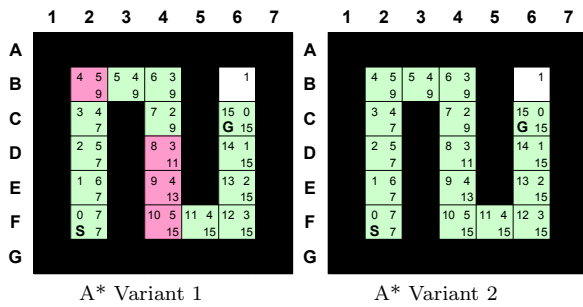 1 2 3 4 5 6 7 1 2 3 4 5 6 7
A A
B 4 5 5 4 6 3 1 B 4 5 5 4 6 3 1
9 9 9 9 9 9
C 3 4 7 2 15 0 C 3 4 7 2 15 0
7 9 G 15 7 9 G 15
D 2 5 8 3 14 1 D 2 5 8 3 14 1
7 11 15 7 11 15
E 1 6 9 4 13 2 E 1 6 9 4 13 2
7 13 15 7 13 15
F 0 7 10 5 11 4 12 3 F 0 7 10 5 11 4 12 3
S 7 15 15 15 S 7 15 15 15
G G
A* Variant 1 A* Variant 2